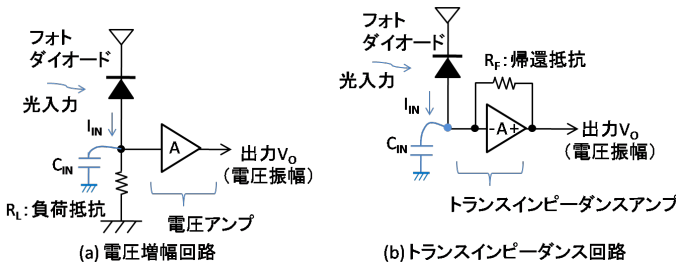 フォト
ダイオード
光入力
I_IN
C_IN
R_L：負荷抵抗
A
出力V_O
（電圧振幅）
電圧アンプ
(a) 電圧増幅回路
フォト
ダイオード
光入力
R_F：帰還抵抗
I_IN
C_IN
-A+
出力V_O
（電圧振幅）
トランスインピーダンスアンプ
(b)トランスインピーダンス回路